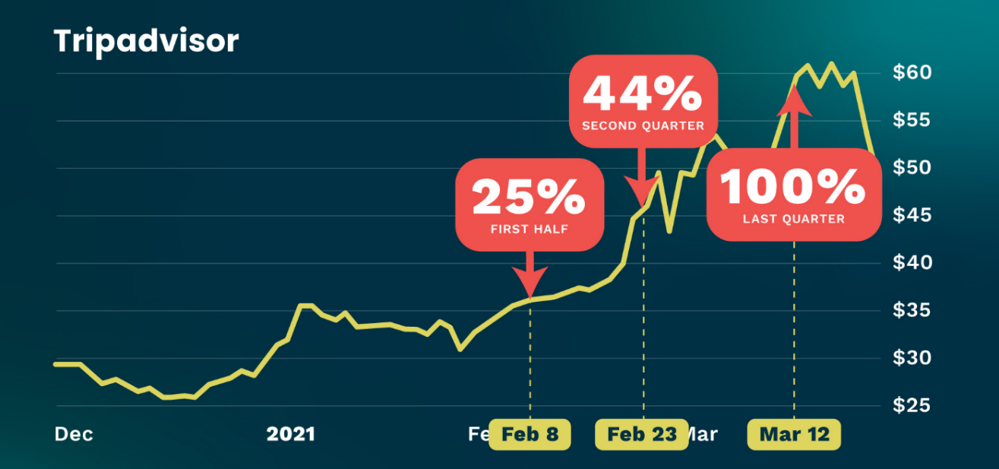 Tripadvisor
$60
44%
SECOND QUARTER
$55
$50
25%
FIRST HALF
100%
LAST QUARTER
$45
$40
$35
$30
$25
Dec 2021 Feb 8 Feb 23 Mar 12